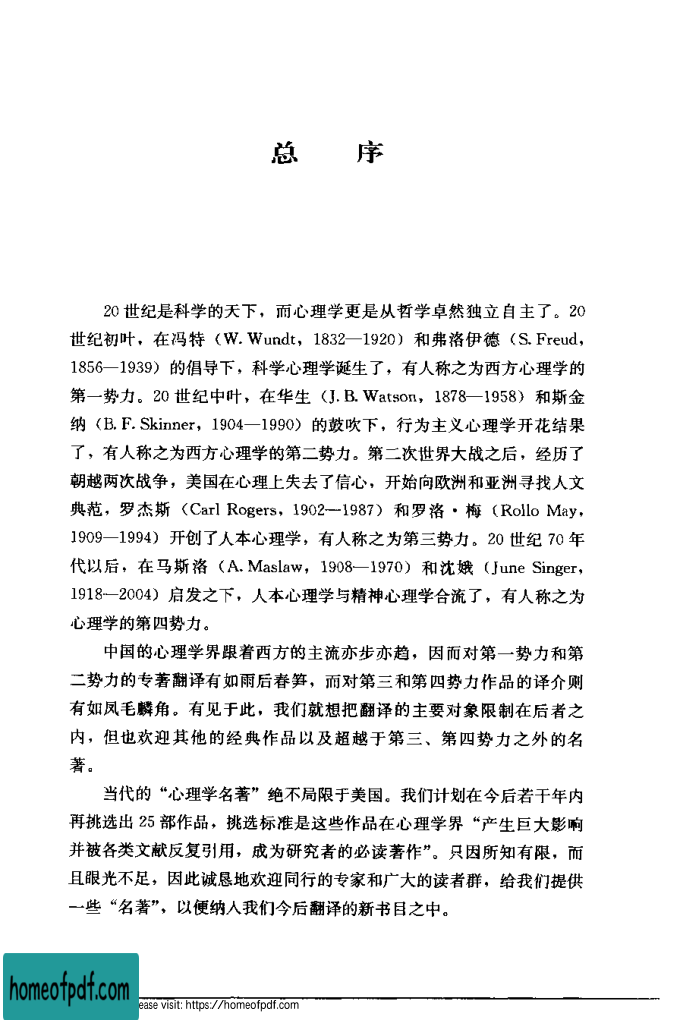 总 序
20 世纪是科学的天下，而心理学更是从哲学卓然独立自主了。20
世纪初叶，在冯特（W. Wundt，1832—1920）和弗洛伊德（S. Freud，
1856—1939）的倡导下，科学心理学诞生了，有人称之为西方心理学的
第一势力。20 世纪中叶，在华生（J. B. Watson，1878—1958）和斯金
纳（B. F. Skinner，1904—1990）的鼓吹下，行为主义心理学开花结果
了，有人称之为西方心理学的第二势力。第二次世界大战之后，经历了
朝越两次战争，美国在心理上失去了信心，开始向欧洲和亚洲寻找人文
典范，罗杰斯（Carl Rogers，1902—1987）和罗洛·梅（Rollo May，
1909—1994）开创了人本心理学，有人称之为第三势力。20 世纪 70 年
代以后，在马斯洛（A. Maslaw，1908—1970）和沈娥（June Singer，
1918—2004）启发之下，人本心理学与精神心理学合流了，有人称之为
心理学的第四势力。
中国的心理学界跟着西方的主流亦步亦趋，因而对第一势力和第
二势力的专著翻译有如雨后春笋，而对第三和第四势力作品的译介则
有如凤毛麟角。有见于此，我们就想把翻译的主要对象限制在后者之
内，但也欢迎其他的经典作品以及超越于第三、第四势力之外的名
著。
当代的“心理学名著”绝不局限于美国。我们计划在今后若干年内
再挑选出 25 部作品，挑选标准是这些作品在心理学界“产生巨大影响
并被各类文献反复引用，成为研究者的必读著作”。只因所知有限，而
且眼光不足，因此诚恳地欢迎同行的专家和广大的读者群，给我们提供
一些“名著”，以便纳入我们今后翻译的新书目之中。
homeofpdf.com
ease visit: https://homeofpdf.com